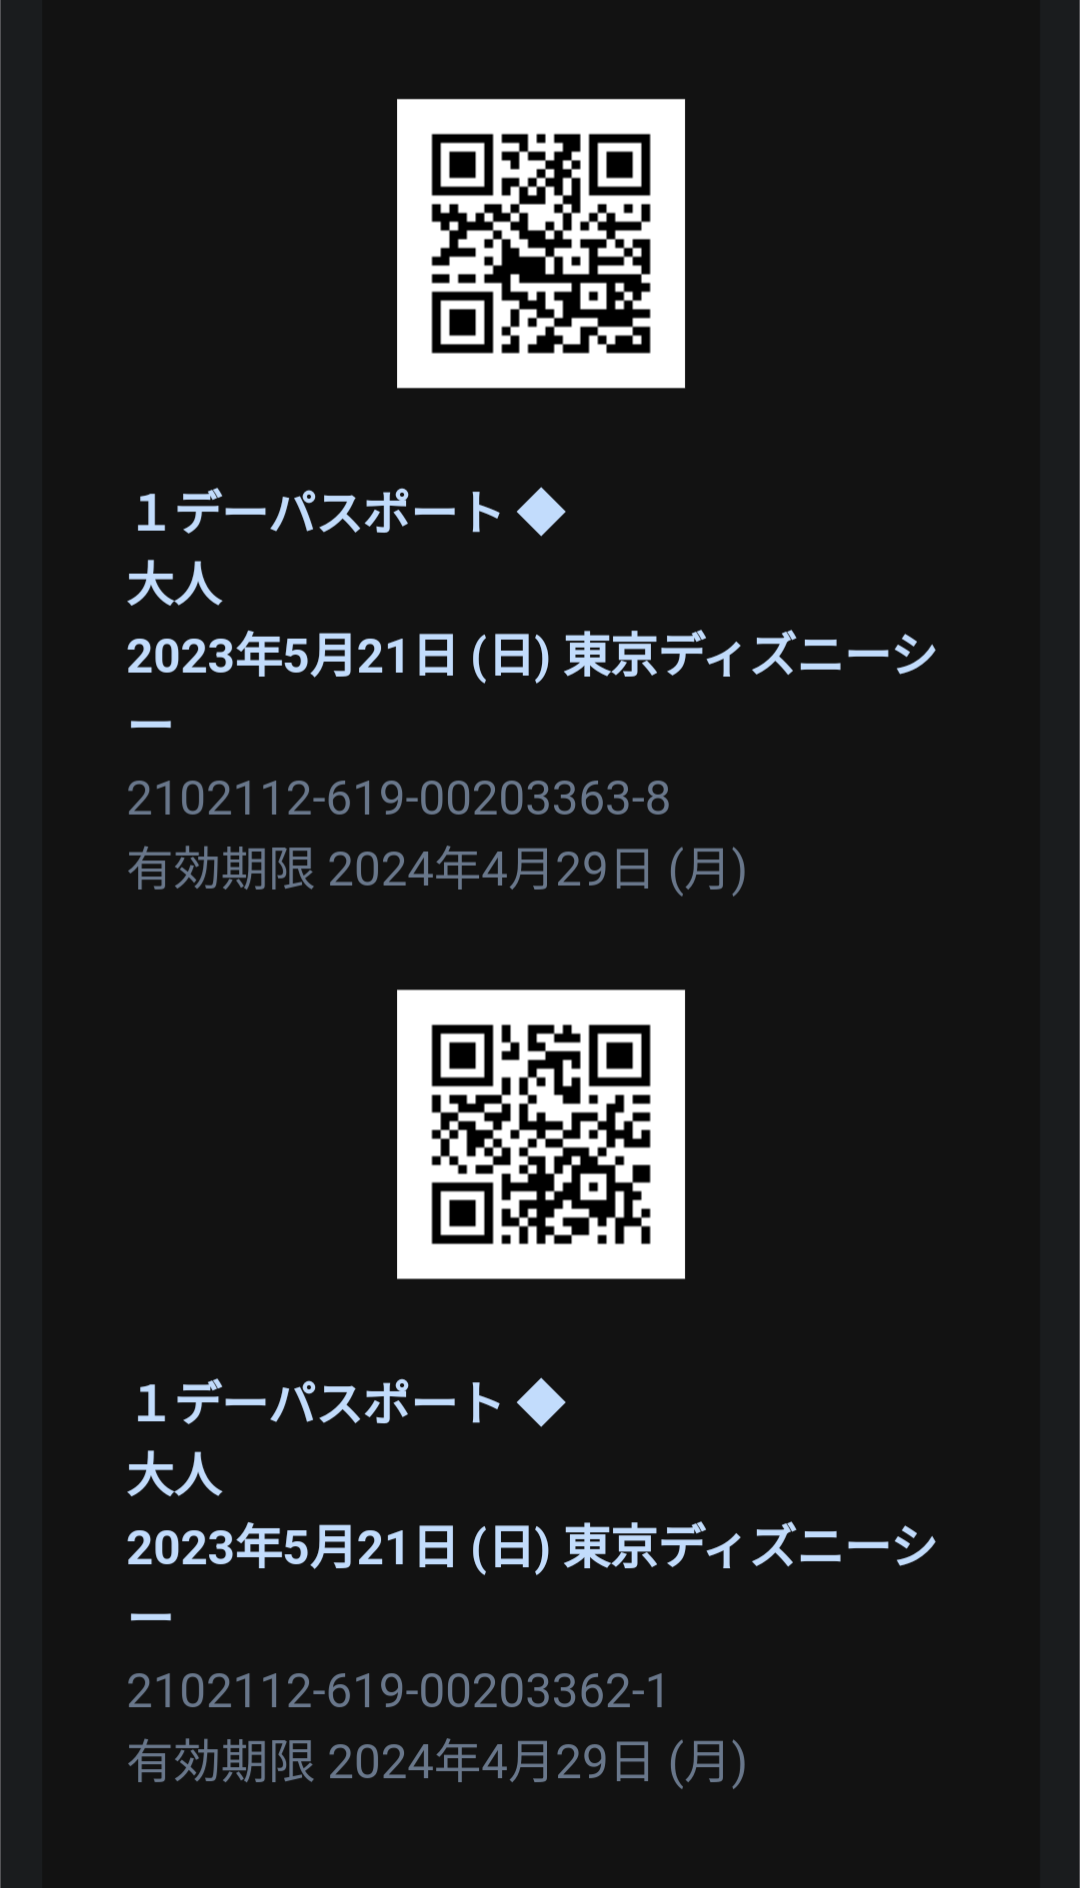 １デーパスポート ◆
大人
2023年5月21日 (日) 東京ディズニーシ
ー
2102112-619-00203363-8
有効期限 2024年4月29日 (月)
１デーパスポート ◆
大人
2023年5月21日 (日) 東京ディズニーシ
ー
2102112-619-00203362-1
有効期限 2024年4月29日 (月)